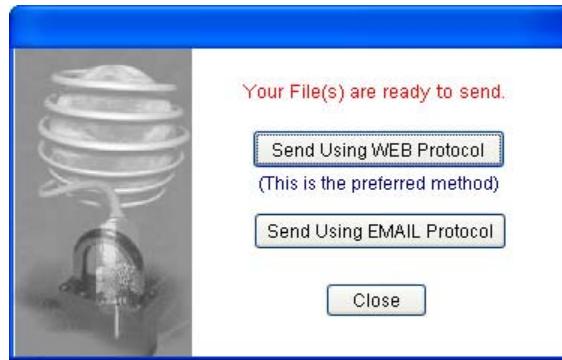 Your File(s) are ready to send.
Send Using WEB Protocol
(This is the preferred method)
Send Using EMAIL Protocol
Close